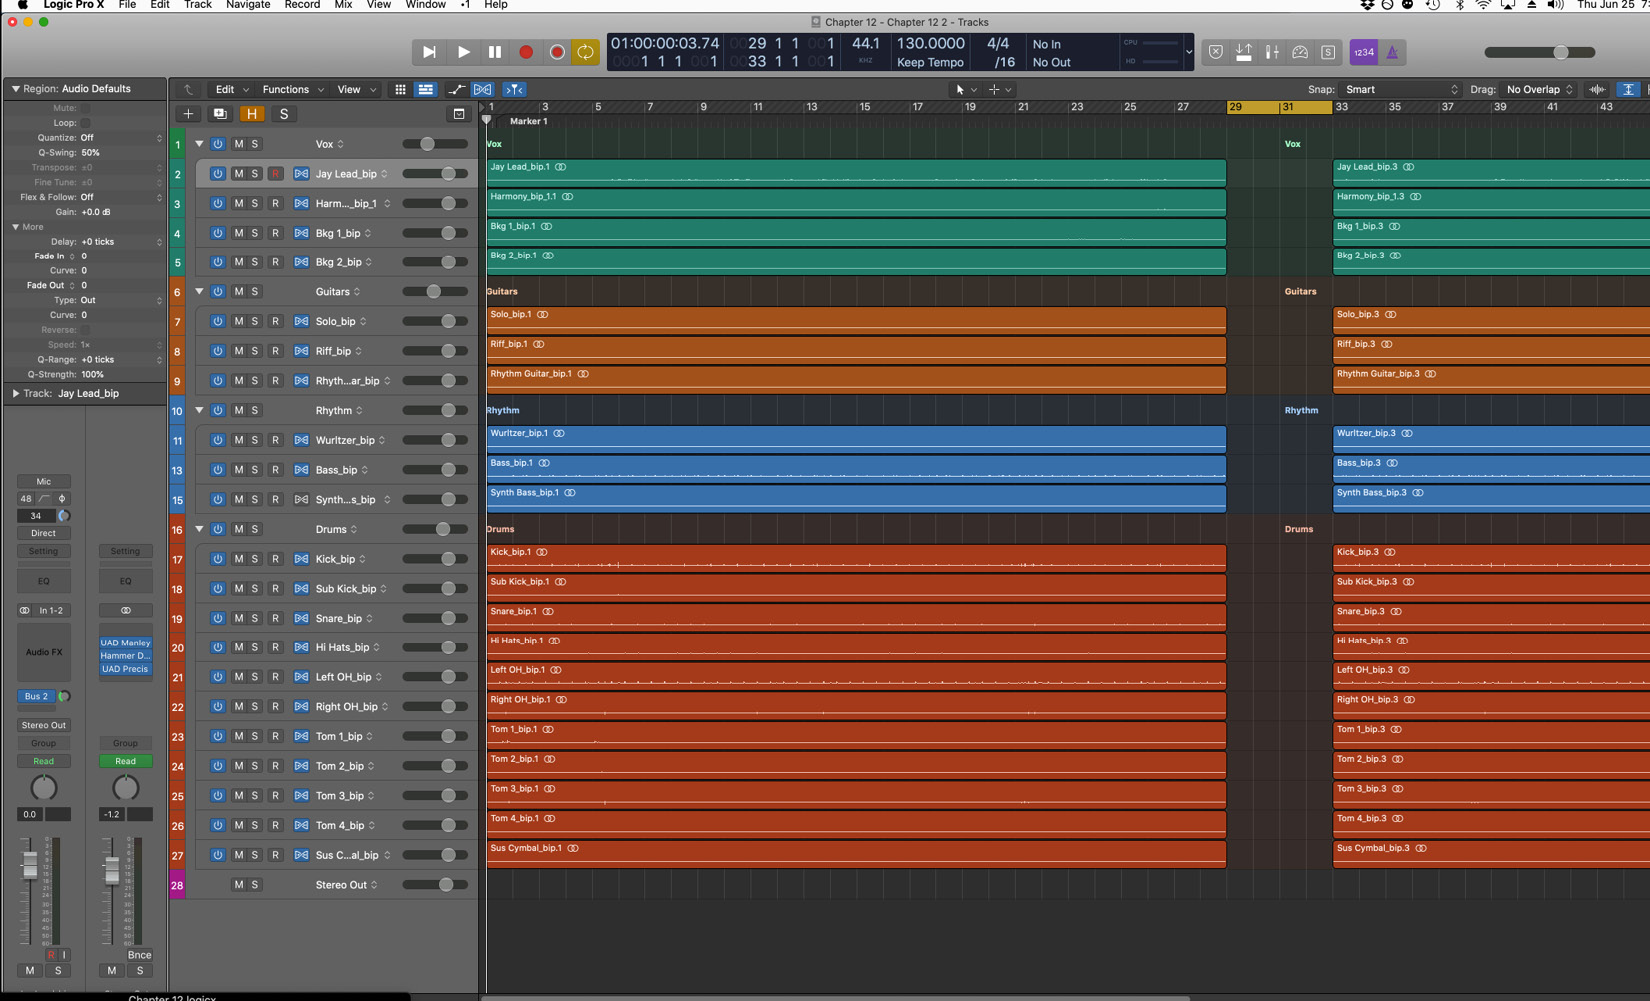 Logic Pro X File Edit Track Navigate Record Mix View Window 1 Help Thu Jun 25 7:
Chapter 12 - Chapter 12 2 - Tracks
01:00:00:03.74 0029 1 1 001 44.1 130.0000 4/4 No In CPU
0001 1 1 001 0033 1 1 001 KHZ Keep Tempo /16 No Out HD
S 1234
Region: Audio Defaults
Edit Functions View Snap: Smart Drag: No Overlap
Mute:
Loop:
Quantize: Off
Q-Swing: 50%
Transpose: ±0
Fine Tune: ±0
Flex & Follow: Off
Gain: +0.0 dB
More
Delay: +0 ticks
Fade In 0
Curve: 0
Fade Out 0
Type: Out
Curve: 0
Reverse:
Speed: 1×
Q-Range: +0 ticks
Q-Strength: 100%
Track: Jay Lead_bip
Mic
48
34
Direct
Setting Setting
EQ EQ
In 1-2
Audio FX
UAD Manley
Hammer D...
UAD Precis
Bus 2
Stereo Out
Group Group
Read Read
0.0 -1.2
R I Bnce
M S M S
Chapter 12.logicx
H S
1 3 5 7 9 11 13 15 17 19 21 23 25 27 29 31 33 35 37 39 41 43
Marker 1
1 M S Vox Vox Vox
2 M S R Jay Lead_bip Jay Lead_bip.1 Jay Lead_bip.3
3 M S R Harm..._bip_1 Harmony_bip_1.1 Harmony_bip_1.3
4 M S R Bkg 1_bip Bkg 1_bip.1 Bkg 1_bip.3
5 M S R Bkg 2_bip Bkg 2_bip.1 Bkg 2_bip.3
6 M S Guitars Guitars Guitars
7 M S R Solo_bip Solo_bip.1 Solo_bip.3
8 M S R Riff_bip Riff_bip.1 Riff_bip.3
9 M S R Rhyth...ar_bip Rhythm Guitar_bip.1 Rhythm Guitar_bip.3
10 M S Rhythm Rhythm Rhythm
11 M S R Wurltzer_bip Wurltzer_bip.1 Wurltzer_bip.3
13 M S R Bass_bip Bass_bip.1 Bass_bip.3
15 M S R Synth...s_bip Synth Bass_bip.1 Synth Bass_bip.3
16 M S Drums Drums Drums
17 M S R Kick_bip Kick_bip.1 Kick_bip.3
18 M S R Sub Kick_bip Sub Kick_bip.1 Sub Kick_bip.3
19 M S R Snare_bip Snare_bip.1 Snare_bip.3
20 M S R Hi Hats_bip Hi Hats_bip.1 Hi Hats_bip.3
21 M S R Left OH_bip Left OH_bip.1 Left OH_bip.3
22 M S R Right OH_bip Right OH_bip.1 Right OH_bip.3
23 M S R Tom 1_bip Tom 1_bip.1 Tom 1_bip.3
24 M S R Tom 2_bip Tom 2_bip.1 Tom 2_bip.3
25 M S R Tom 3_bip Tom 3_bip.1 Tom 3_bip.3
26 M S R Tom 4_bip Tom 4_bip.1 Tom 4_bip.3
27 M S R Sus C...al_bip Sus Cymbal_bip.1 Sus Cymbal_bip.3
28 M S Stereo Out